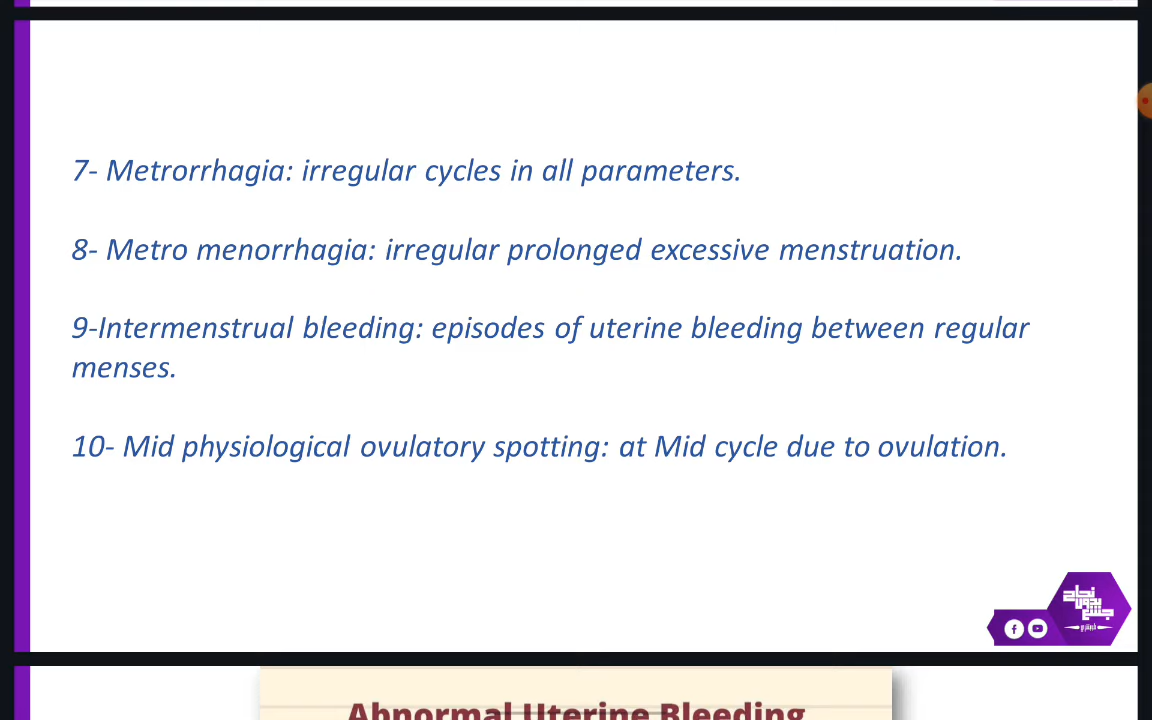 7- Metrorrhagia: irregular cycles in all parameters.
8- Metro menorrhagia: irregular prolonged excessive menstruation.
9-Intermenstrual bleeding: episodes of uterine bleeding between regular
menses.
10- Mid physiological ovulatory spotting: at Mid cycle due to ovulation.
Abnormal Uterine Bleeding